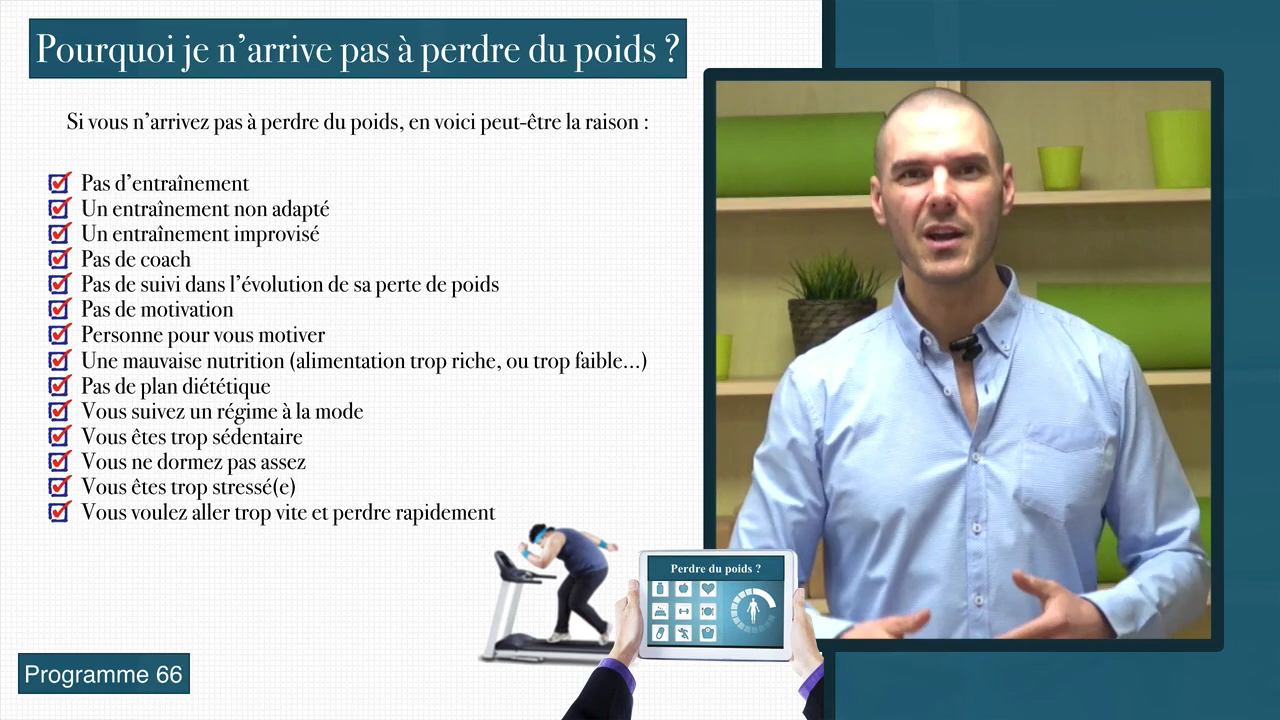 Pourquoi je n’arrive pas à perdre du poids ?
Si vous n’arrivez pas à perdre du poids, en voici peut-être la raison :
Pas d’entraînement
Un entraînement non adapté
Un entraînement improvisé
Pas de coach
Pas de suivi dans l’évolution de sa perte de poids
Pas de motivation
Personne pour vous motiver
Une mauvaise nutrition (alimentation trop riche, ou trop faible...)
Pas de plan diététique
Vous suivez un régime à la mode
Vous êtes trop sédentaire
Vous ne dormez pas assez
Vous êtes trop stressé(e)
Vous voulez aller trop vite et perdre rapidement
Perdre du poids ?
Programme 66